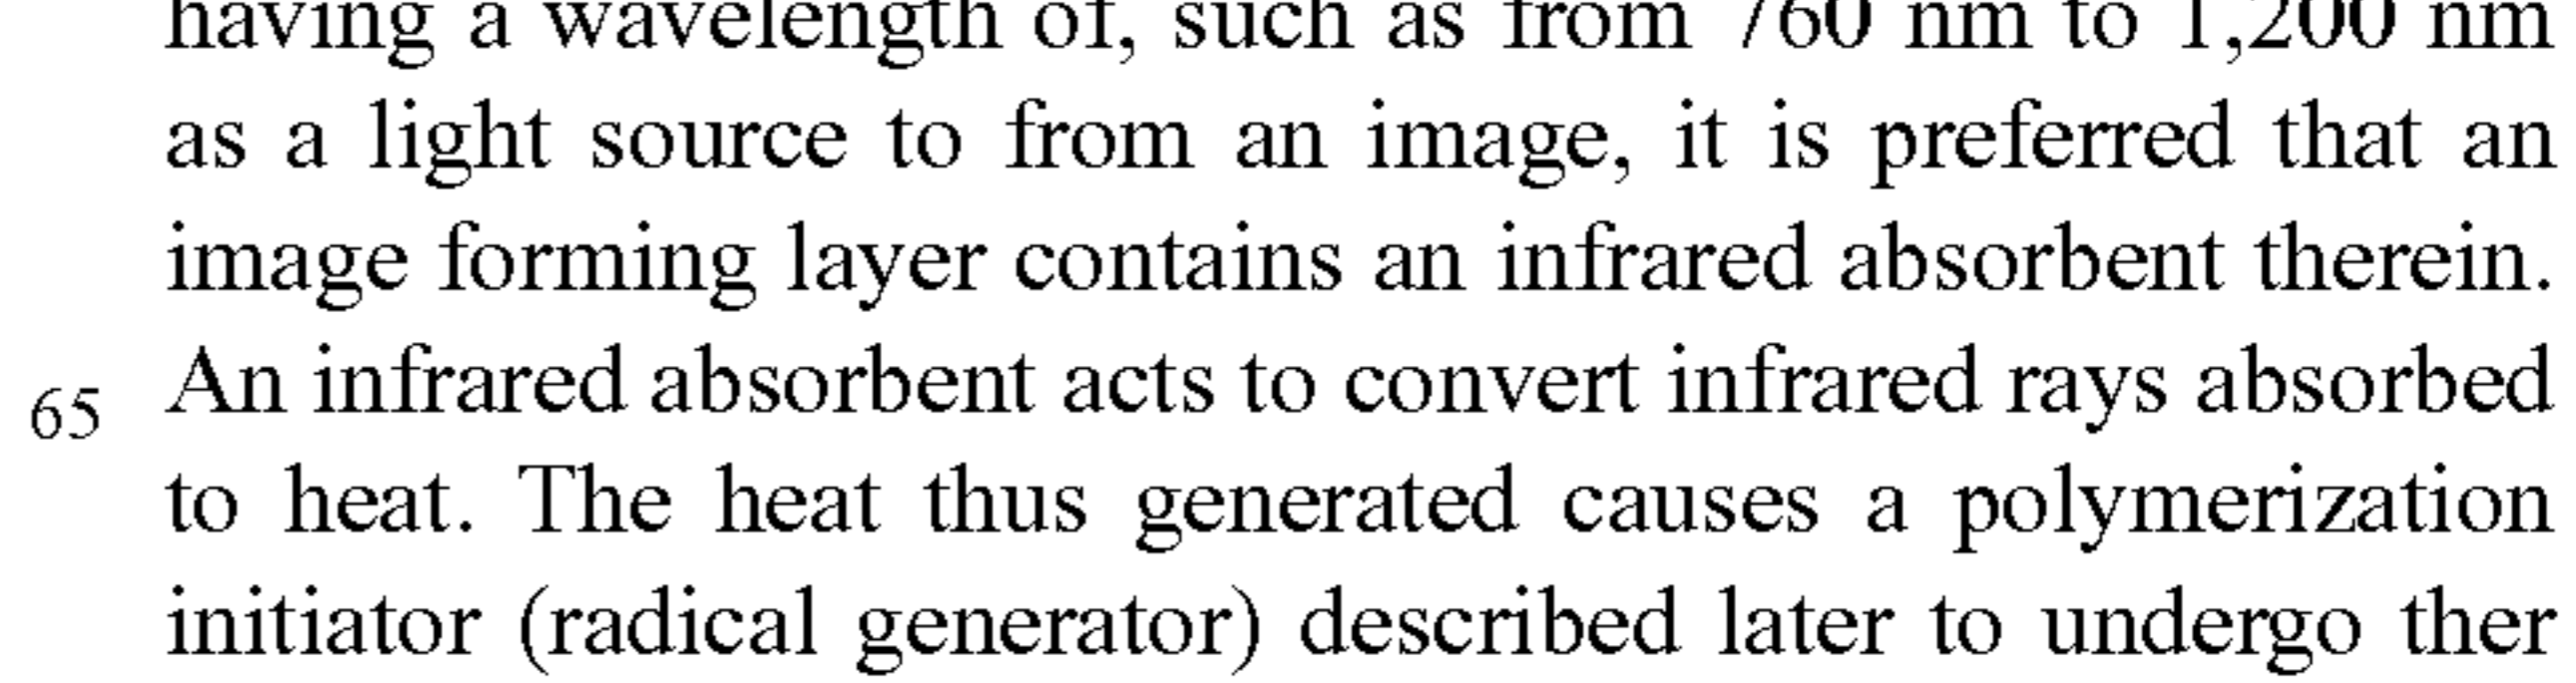 having a wavelength of, such as from 760 nm to 1,200 nm
as a light source to from an image, it is preferred that an
image forming layer contains an infrared absorbent therein.
65 An infrared absorbent acts to convert infrared rays absorbed
to heat. The heat thus generated causes a polymerization
initiator (radical generator) described later to undergo ther